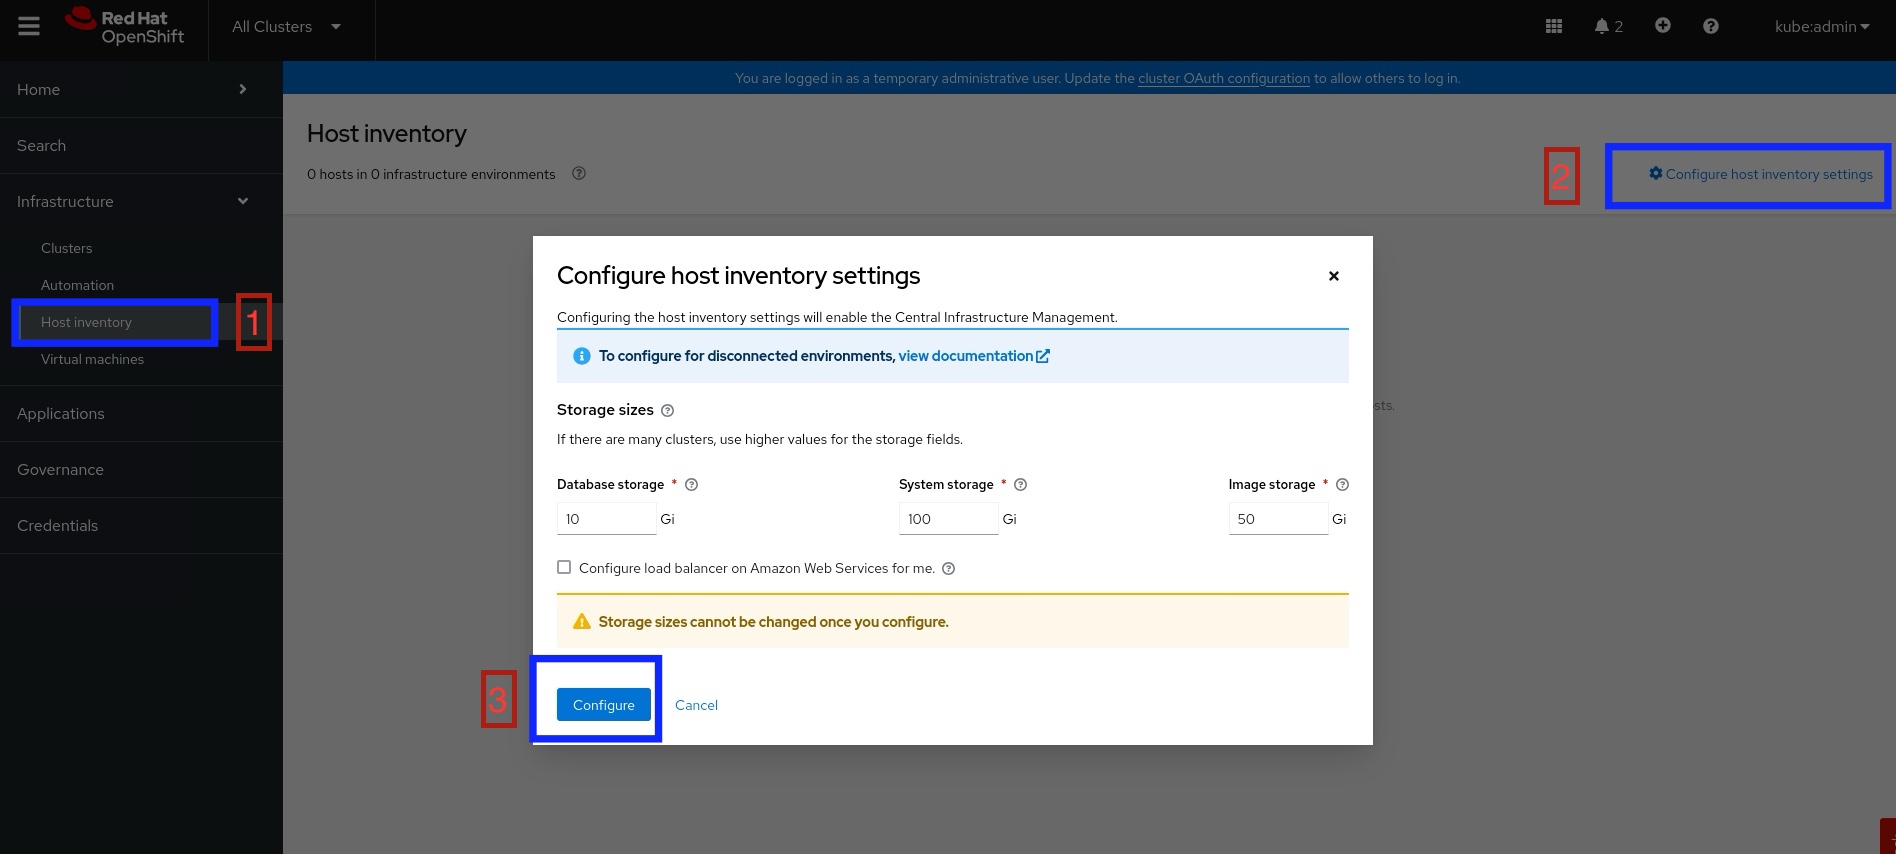 Red Hat
OpenShift
All Clusters
2
kube:admin
You are logged in as a temporary administrative user. Update the cluster OAuth configuration to allow others to log in.
Home
Search
Infrastructure
Clusters
Automation
Host inventory
1
Virtual machines
Applications
Governance
Credentials
Host inventory
0 hosts in 0 infrastructure environments
2
Configure host inventory settings
Configure host inventory settings
Configuring the host inventory settings will enable the Central Infrastructure Management.
To configure for disconnected environments, view documentation
sts.
Storage sizes
If there are many clusters, use higher values for the storage fields.
Database storage * System storage * Image storage *
10 Gi 100 Gi 50 Gi
Configure load balancer on Amazon Web Services for me.
Storage sizes cannot be changed once you configure.
3
Configure Cancel